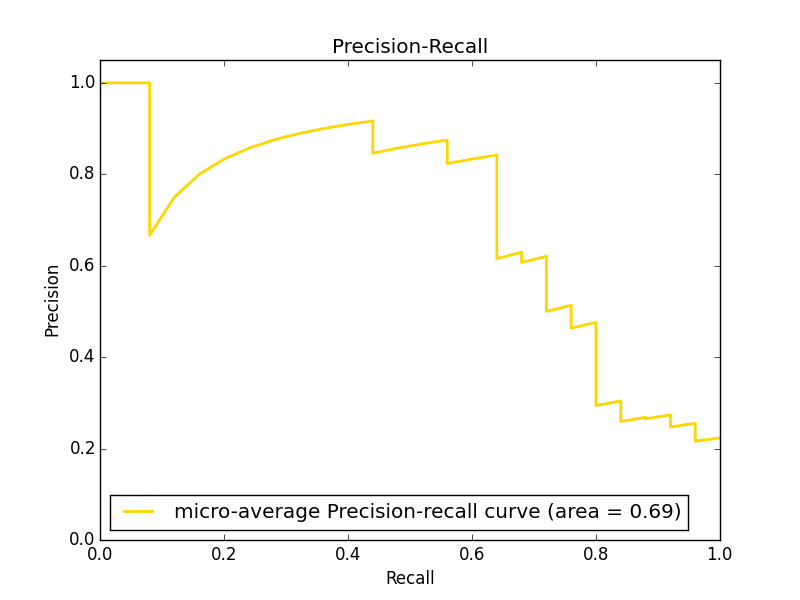 Precision-Recall
1.0
0.8
0.6
0.4
0.2
0.0
Precision
micro-average Precision-recall curve (area = 0.69)
0.0 0.2 0.4 0.6 0.8 1.0
Recall